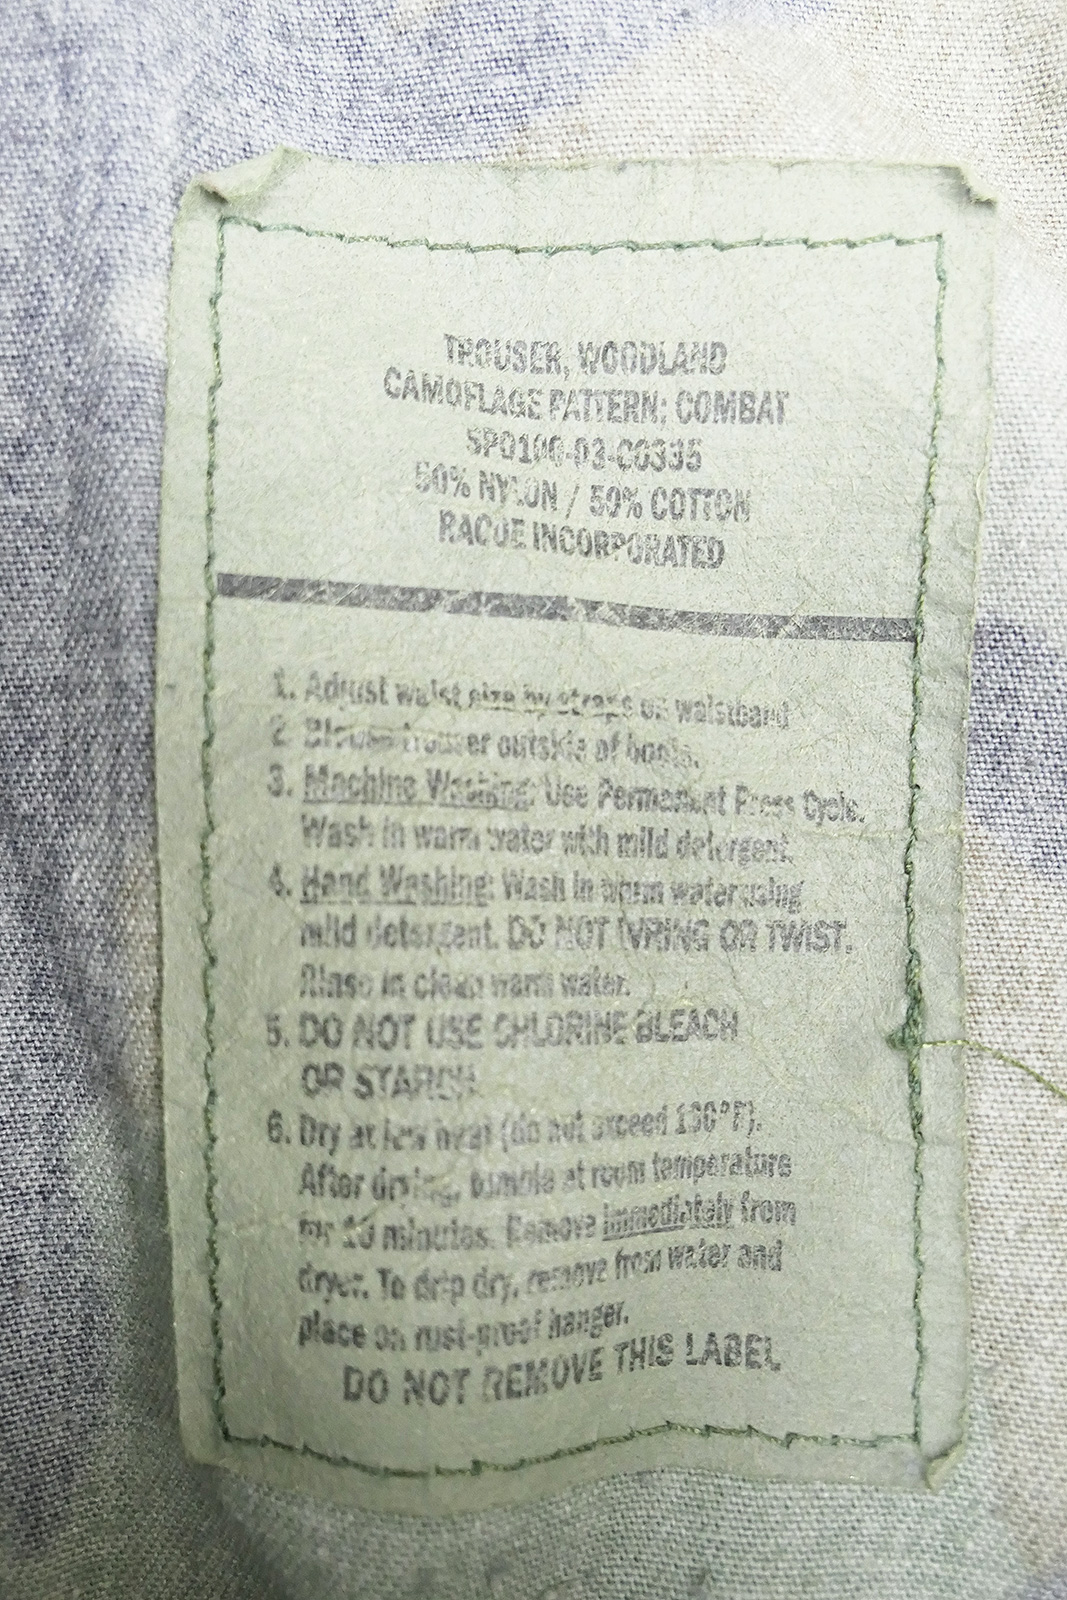 TROUSER, WOODLAND
CAMOFLAGE PATTERN; COMBAT
SPO100-03-C0335
50% NYLON / 50% COTTON
RACOE INCORPORATED
1. Adjust waist size by straps on waistband
2. Blouse trouser outside of boots.
3. Machine Washing: Use Permanent Press Cycle.
Wash in warm water with mild detergent.
4. Hand Washing: Wash in warm water using
mild detergent. DO NOT WRING OR TWIST.
Rinse in clean warm water.
5. DO NOT USE CHLORINE BLEACH
OR STARCH.
6. Dry at low heat (do not exceed 130°F).
After drying, tumble at room temperature
for 10 minutes. Remove immediately from
dryer. To drip dry, remove from water and
place on rust-proof hanger.
DO NOT REMOVE THIS LABEL.